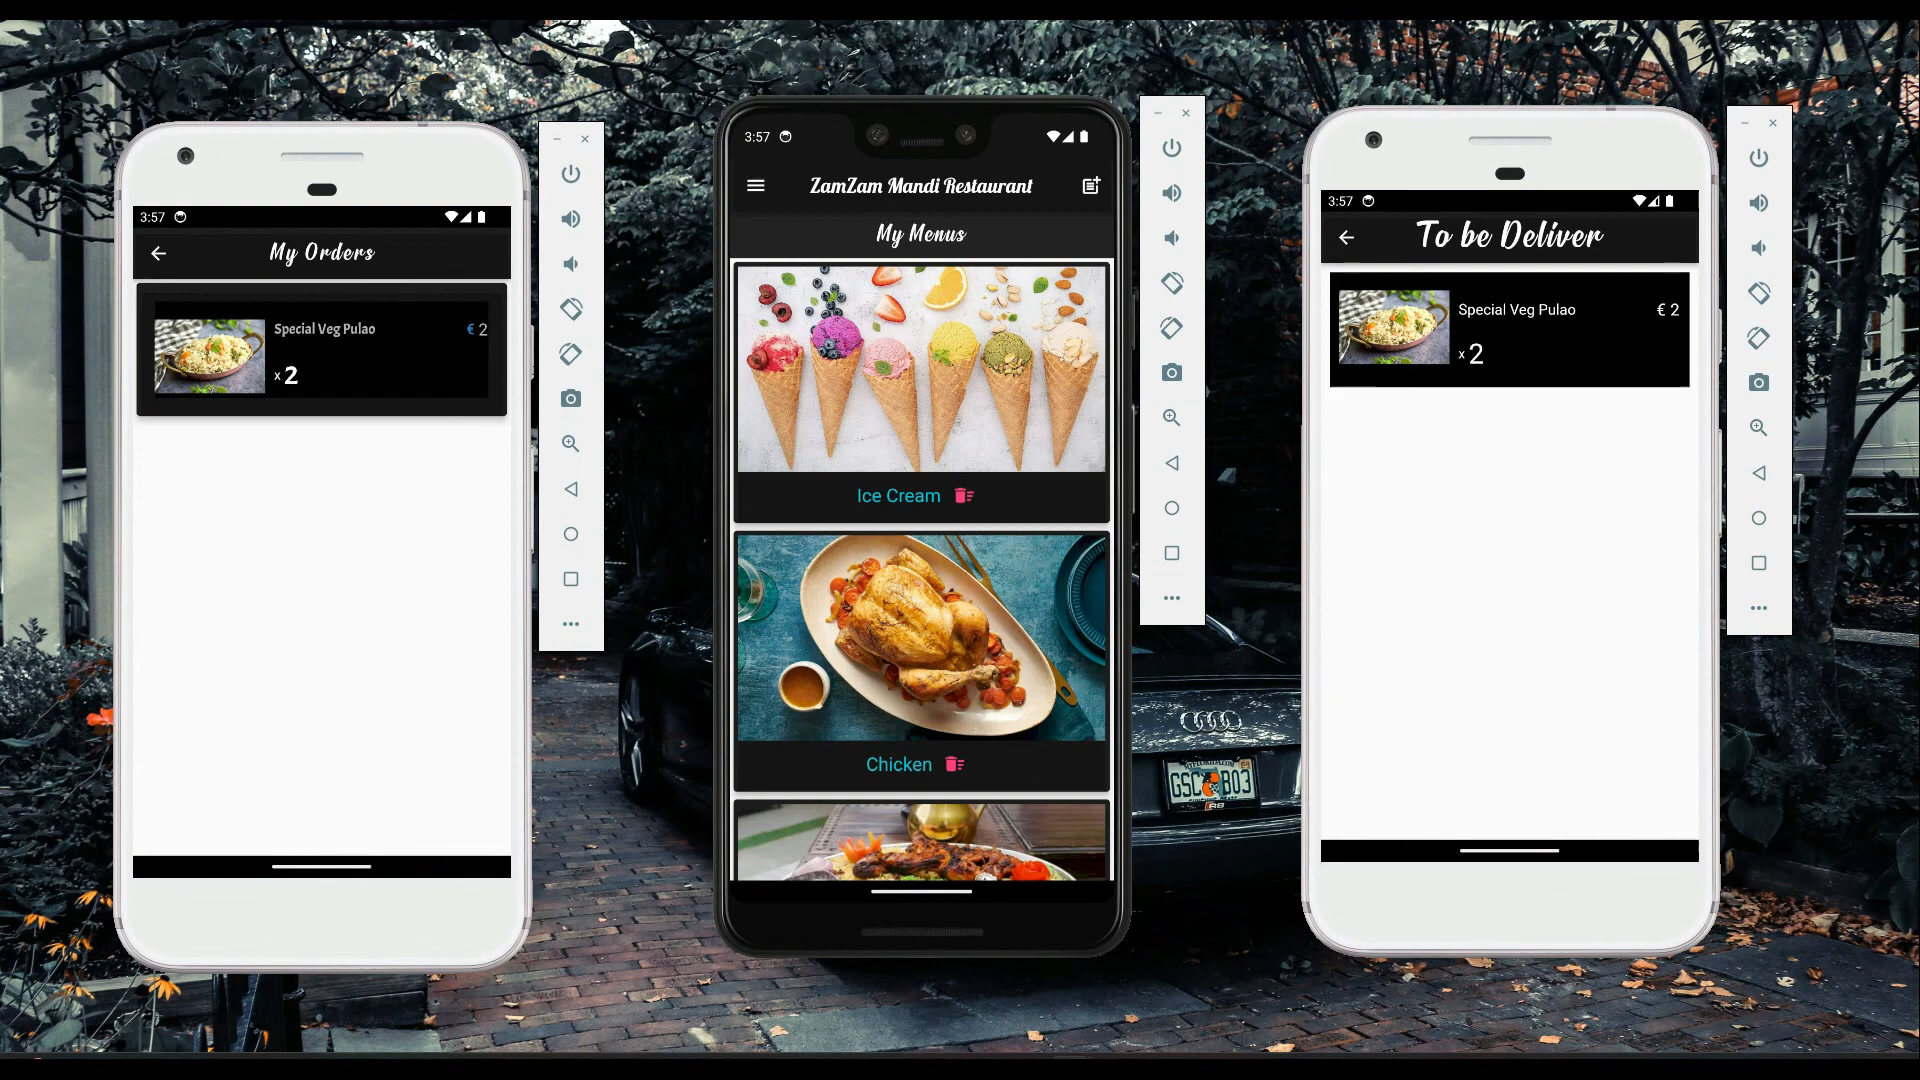 3:57
My Orders
Special Veg Pulao
€ 2
x 2
3:57
ZamZam Mandi Restaurant
My Menus
Ice Cream
Chicken
GSC B03
R8
3:57
To be Deliver
Special Veg Pulao
€ 2
x 2